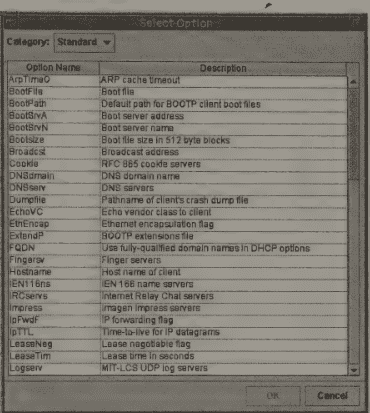 Select Option
Category: Standard
Option Name Description
ArpTimeO ARP cache timeout
BootFile Boot file
BootPath Default path for BOOTP client boot files
BootSrvA Boot server address
BootSrvN Boot server name
Bootsize Boot file size in 512 byte blocks
Broadcst Broadcast address
Cookie RFC 865 cookie servers
DNSdmain DNS domain name
DNSserv DNS servers
Dumpfile Pathname of client's crash dump file
EchoVC Echo vendor class to client
EthEncap Ethernet encapsulation flag
ExtendP BOOTP extensions file
FQDN Use fully-qualified domain names in DHCP options
Fingersv Finger servers
Hostname Host name of client
IEN116ns IEN 168 name servers
IRCservs Internet Relay Chat servers
Impress Imagen impress servers
IpFwdF IP forwarding flag
IpTTL Time-to-live for IP datagrams
LeaseNeg Lease negotiable flag
LeaseTim Lease time in seconds
Logserv MIT-LCS UDP log servers
OK Cancel